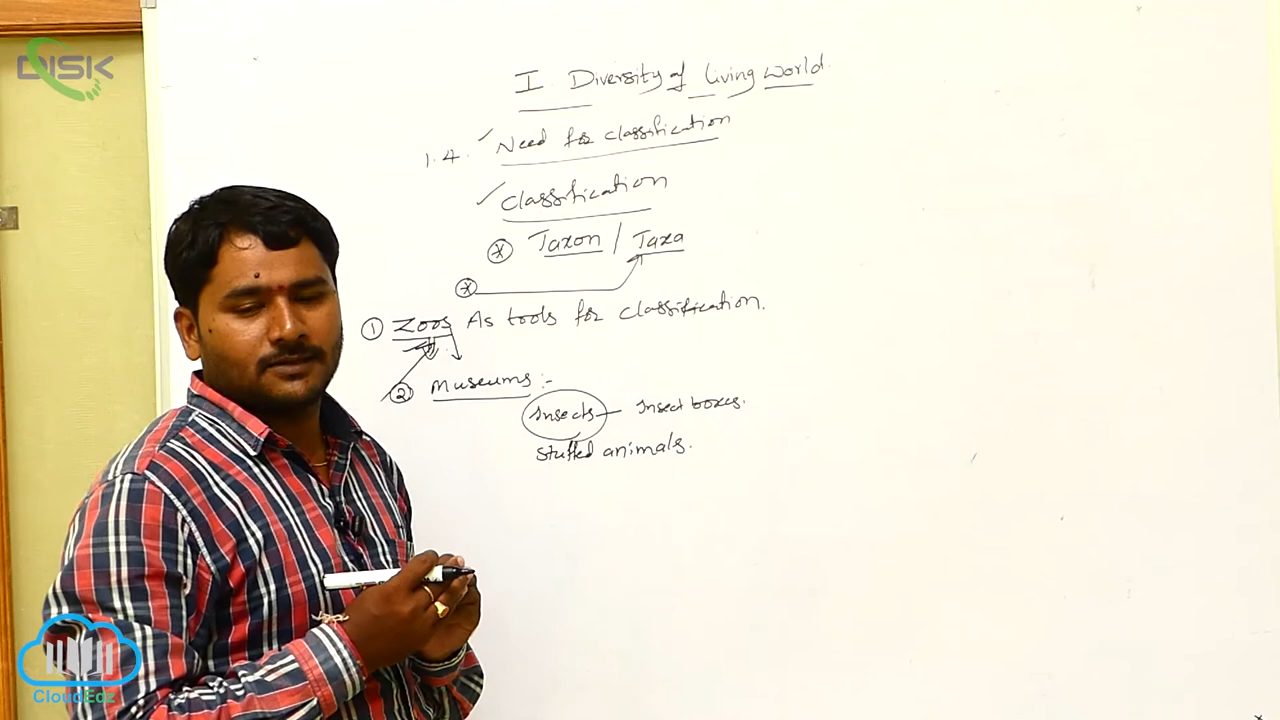 DISK
I Diversity of living world.
1.4. ✓ Need for classification
✓ Classification
* Taxon / Taxa
*
① Zoos As tools for classification.
② Museums :-
Insects — Insect boxes.
Stuffed animals.
CloudEdz